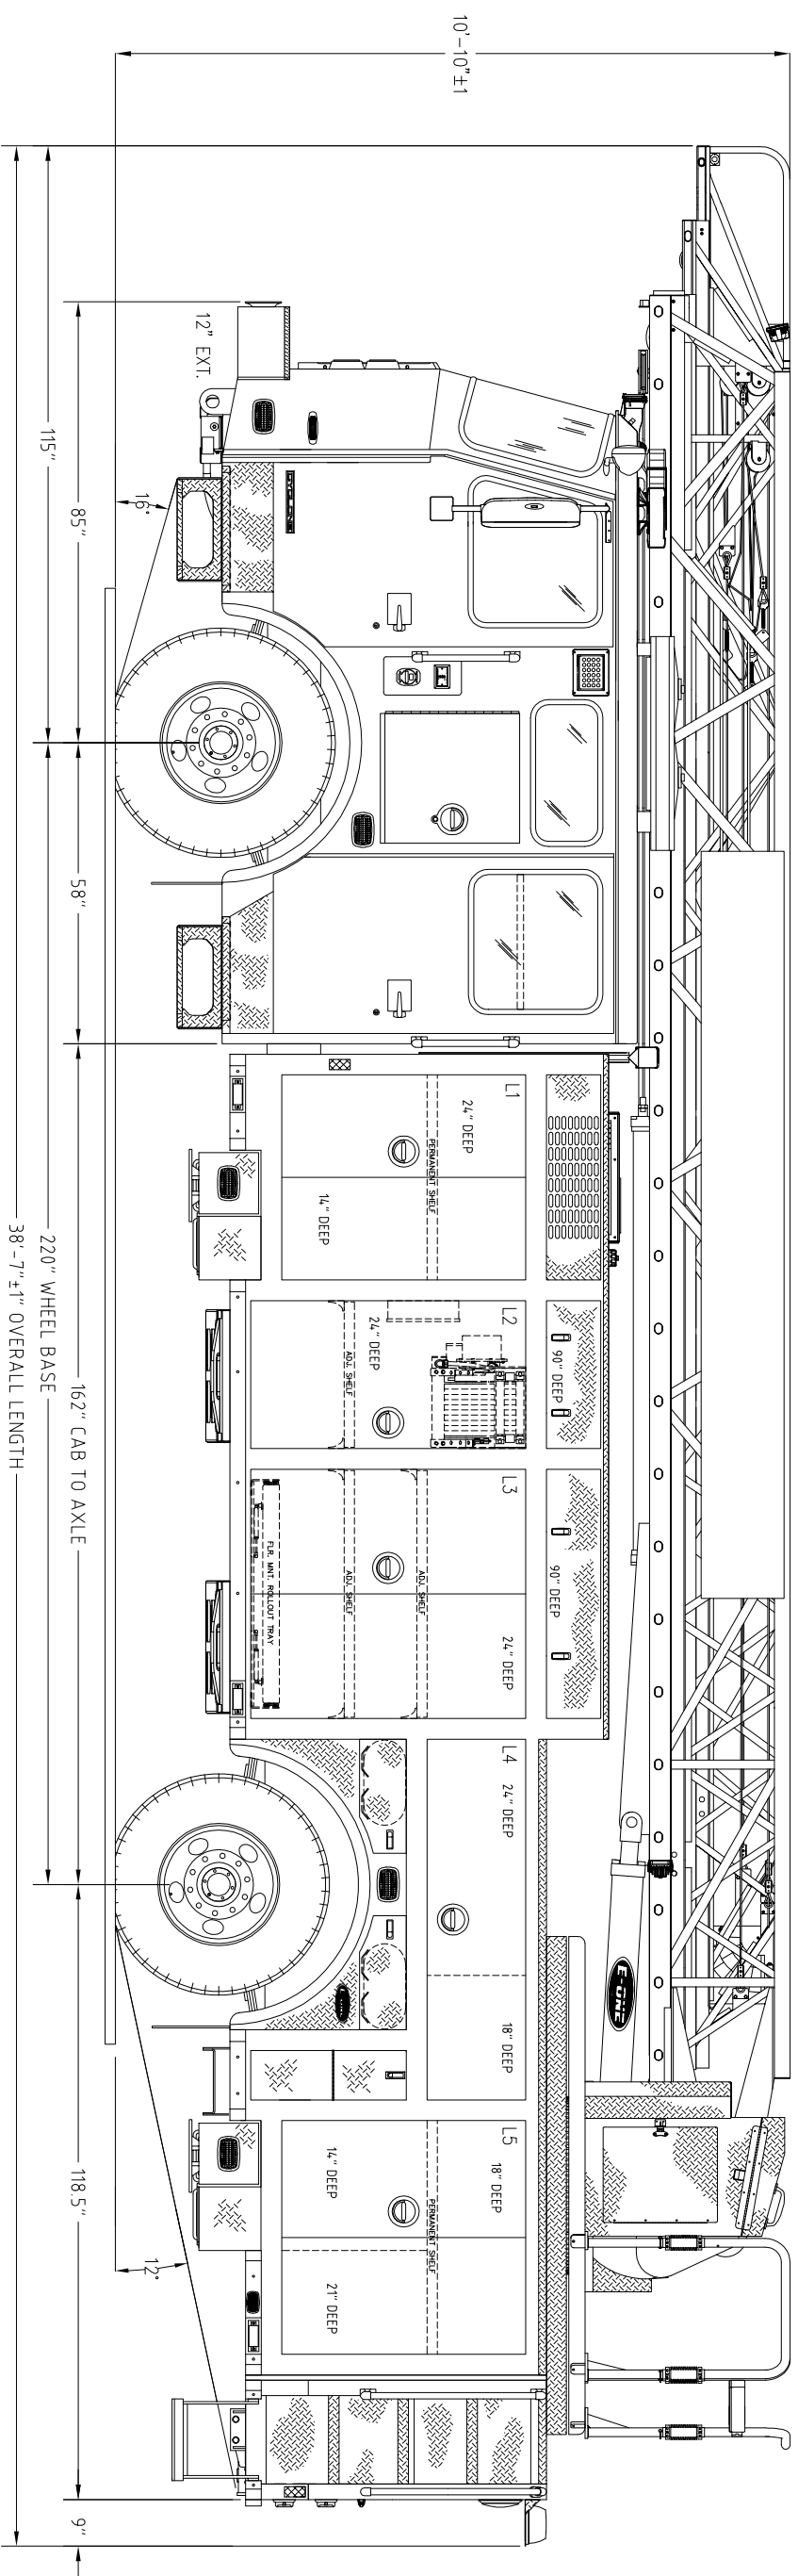 10'-10"±1
12" EXT.
16°
CYCLONE
115"
85"
58"
220" WHEEL BASE
38'-7"±1" OVERALL LENGTH
162" CAB TO AXLE
118.5"
9"
12°
L1
24" DEEP
PERMANENT SHELF
14" DEEP
L2
90" DEEP
24" DEEP
ADJ. SHELF
L3
90" DEEP
24" DEEP
ADJ. SHELF
ADJ. SHELF
FLR. MNT. ROLLOUT TRAY
L4
24" DEEP
18" DEEP
E-ONE
L5
18" DEEP
14" DEEP
PERMANENT SHELF
21" DEEP